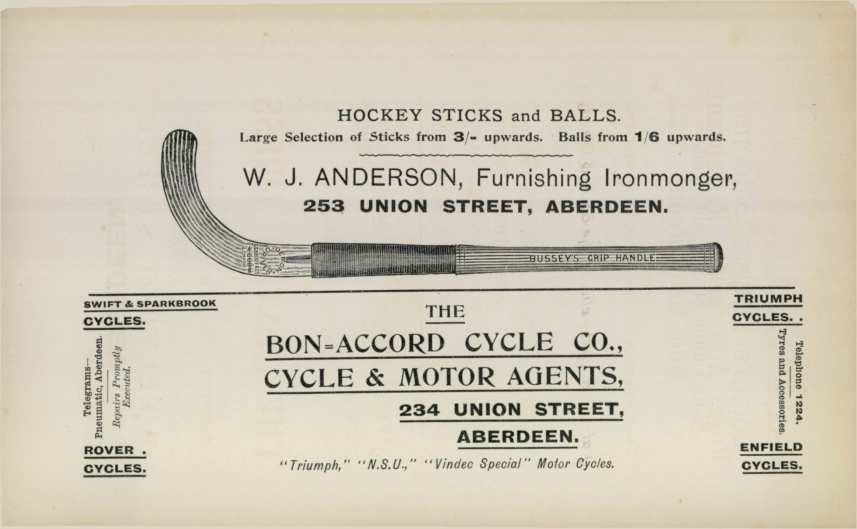 HOCKEY STICKS and BALLS.
Large Selection of Sticks from 3/- upwards. Balls from 1/6 upwards.
W. J. ANDERSON, Furnishing Ironmonger,
253 UNION STREET, ABERDEEN.
BUSSEY'S GRIP HANDLE
SWIFT & SPARKBROOK
CYCLES.
Telegrams—
Pneumatic, Aberdeen.
Repairs Promptly
Executed.
ROVER .
CYCLES.
THE
BON=ACCORD CYCLE CO.,
CYCLE & MOTOR AGENTS,
234 UNION STREET,
ABERDEEN.
"Triumph," "N.S.U.," "Vindec Special" Motor Cycles.
TRIUMPH
CYCLES. .
Telephone 1224.
Tyres and Accessories.
ENFIELD
CYCLES.